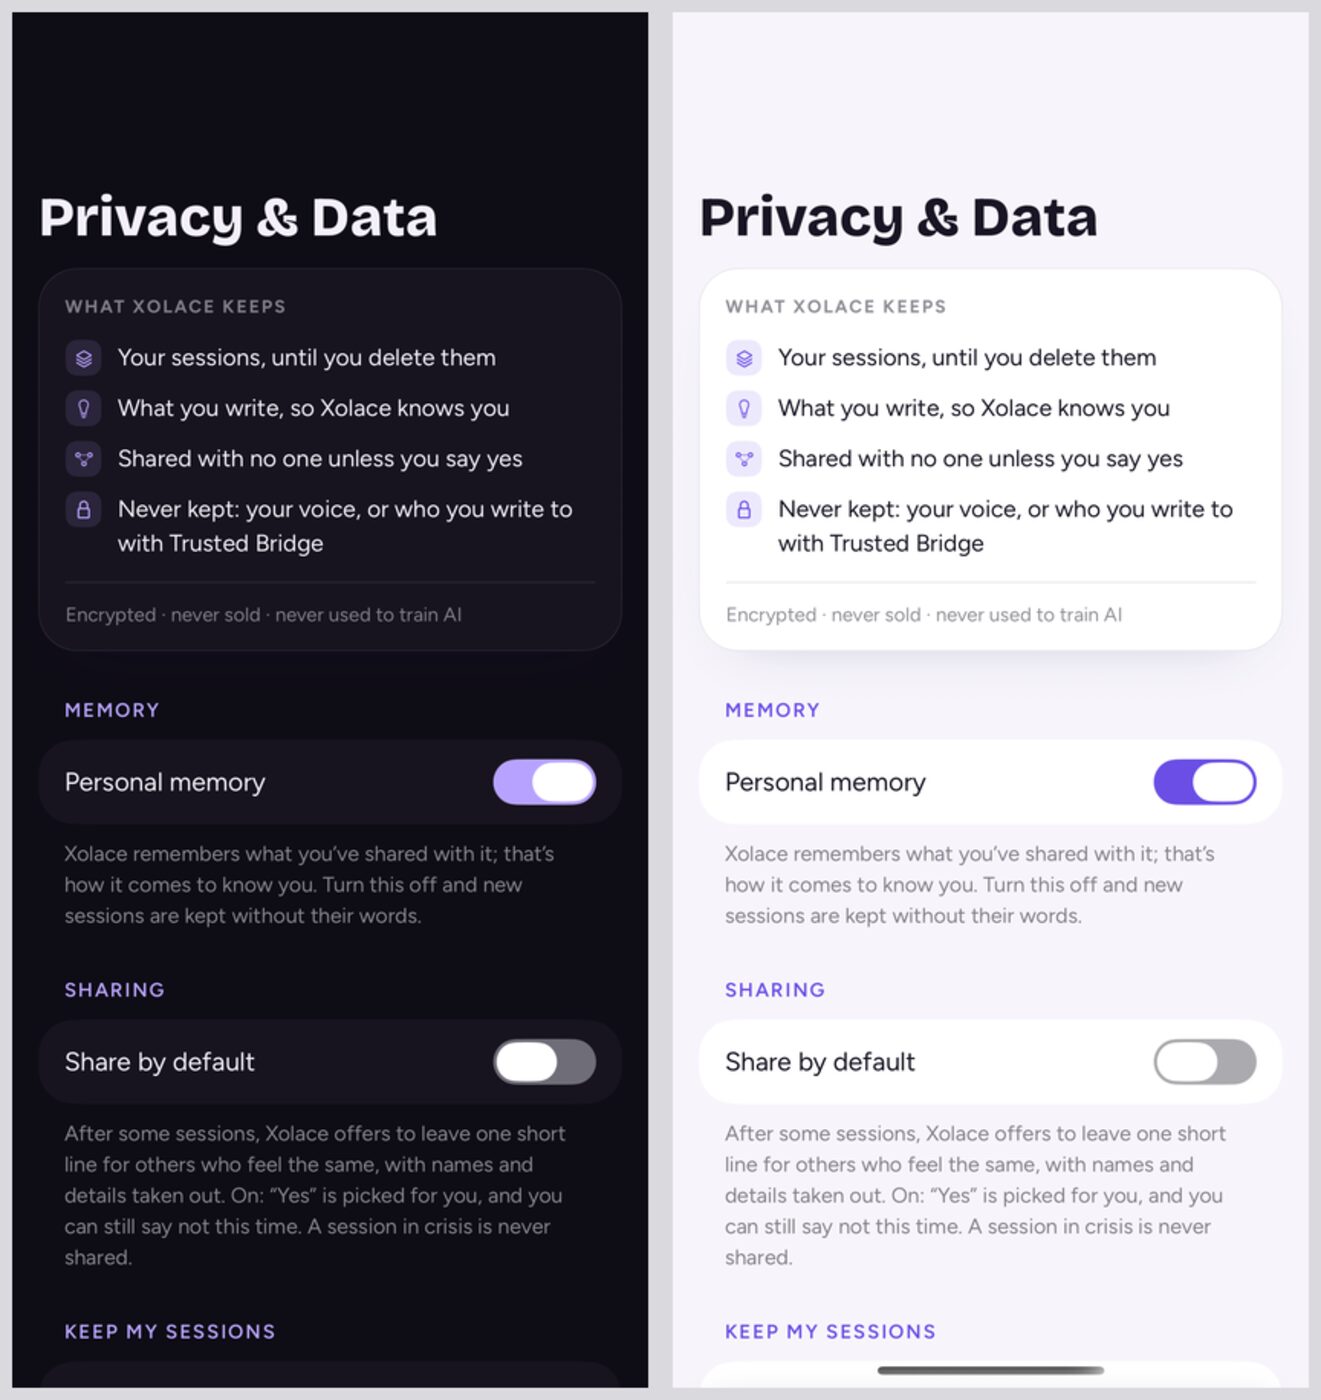 Privacy & Data
WHAT XOLACE KEEPS
Your sessions, until you delete them
What you write, so Xolace knows you
Shared with no one unless you say yes
Never kept: your voice, or who you write to
with Trusted Bridge
Encrypted · never sold · never used to train AI
MEMORY
Personal memory
Xolace remembers what you’ve shared with it; that’s
how it comes to know you. Turn this off and new
sessions are kept without their words.
SHARING
Share by default
After some sessions, Xolace offers to leave one short
line for others who feel the same, with names and
details taken out. On: “Yes” is picked for you, and you
can still say not this time. A session in crisis is never
shared.
KEEP MY SESSIONS
Privacy & Data
WHAT XOLACE KEEPS
Your sessions, until you delete them
What you write, so Xolace knows you
Shared with no one unless you say yes
Never kept: your voice, or who you write to
with Trusted Bridge
Encrypted · never sold · never used to train AI
MEMORY
Personal memory
Xolace remembers what you’ve shared with it; that’s
how it comes to know you. Turn this off and new
sessions are kept without their words.
SHARING
Share by default
After some sessions, Xolace offers to leave one short
line for others who feel the same, with names and
details taken out. On: “Yes” is picked for you, and you
can still say not this time. A session in crisis is never
shared.
KEEP MY SESSIONS